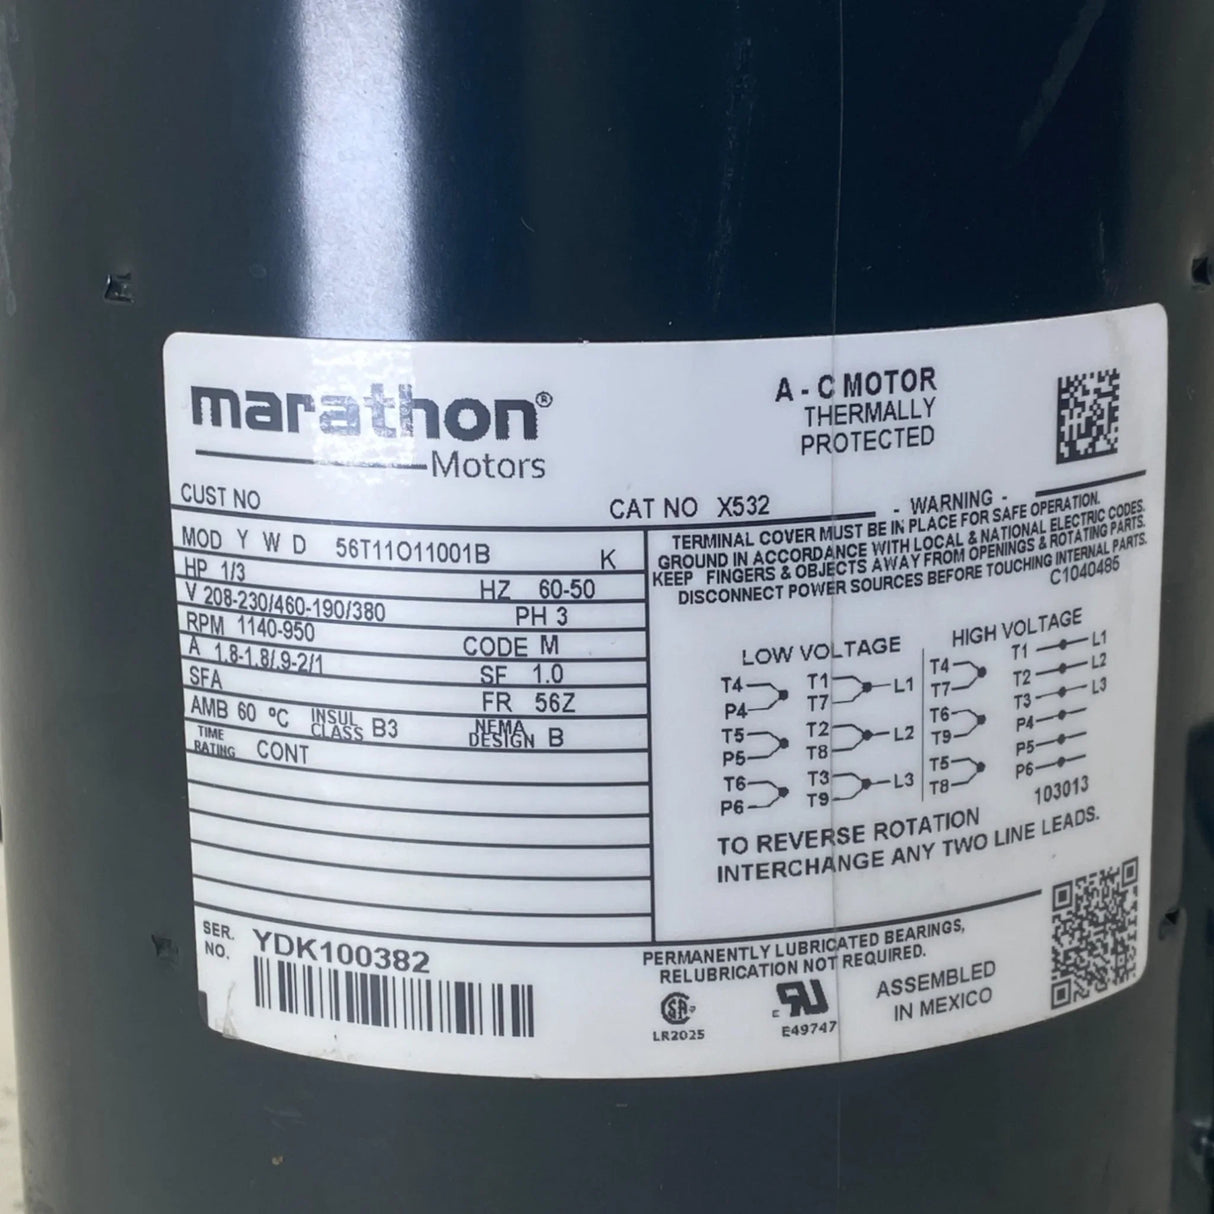 marathon®
Motors
A - C MOTOR
THERMALLY
PROTECTED
CUST NO
CAT NO X532
MOD Y W D 56T11O11001B K
HP 1/3 HZ 60-50
V 208-230/460-190/380 PH 3
RPM 1140-950 CODE M
A 1.8-1.8/.9-2/1 SF 1.0
SFA FR 56Z
AMB 60 °C INSUL CLASS B3 NEMA DESIGN B
TIME RATING CONT
- WARNING -
TERMINAL COVER MUST BE IN PLACE FOR SAFE OPERATION.
GROUND IN ACCORDANCE WITH LOCAL & NATIONAL ELECTRIC CODES.
KEEP FINGERS & OBJECTS AWAY FROM OPENINGS & ROTATING PARTS.
DISCONNECT POWER SOURCES BEFORE TOUCHING INTERNAL PARTS.
C1040485
LOW VOLTAGE
T4 T1 L1
P4 T7
T5 T2 L2
P5 T8
T6 T3 L3
P6 T9
HIGH VOLTAGE
T4 T1 L1
T7 T2 L2
T6 T3 L3
T9 P4
T5 P5
T8 P6
103013
TO REVERSE ROTATION
INTERCHANGE ANY TWO LINE LEADS.
SER. NO. YDK100382
PERMANENTLY LUBRICATED BEARINGS,
RELUBRICATION NOT REQUIRED.
LR2025
E49747
ASSEMBLED
IN MEXICO